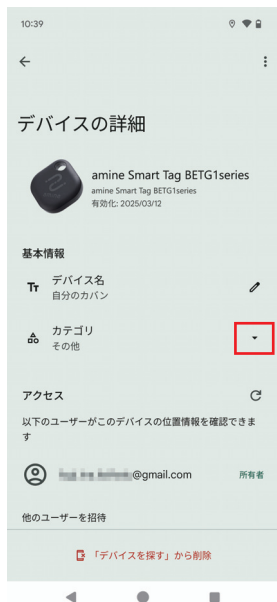 10:39
デバイスの詳細
amine Smart Tag BETG1series
amine Smart Tag BETG1series
有効化: 2025/03/12
基本情報
デバイス名
自分のカバン
カテゴリ
その他
アクセス
以下のユーザーがこのデバイスの位置情報を確認できま
す
@gmail.com
所有者
他のユーザーを招待
「デバイスを探す」から削除